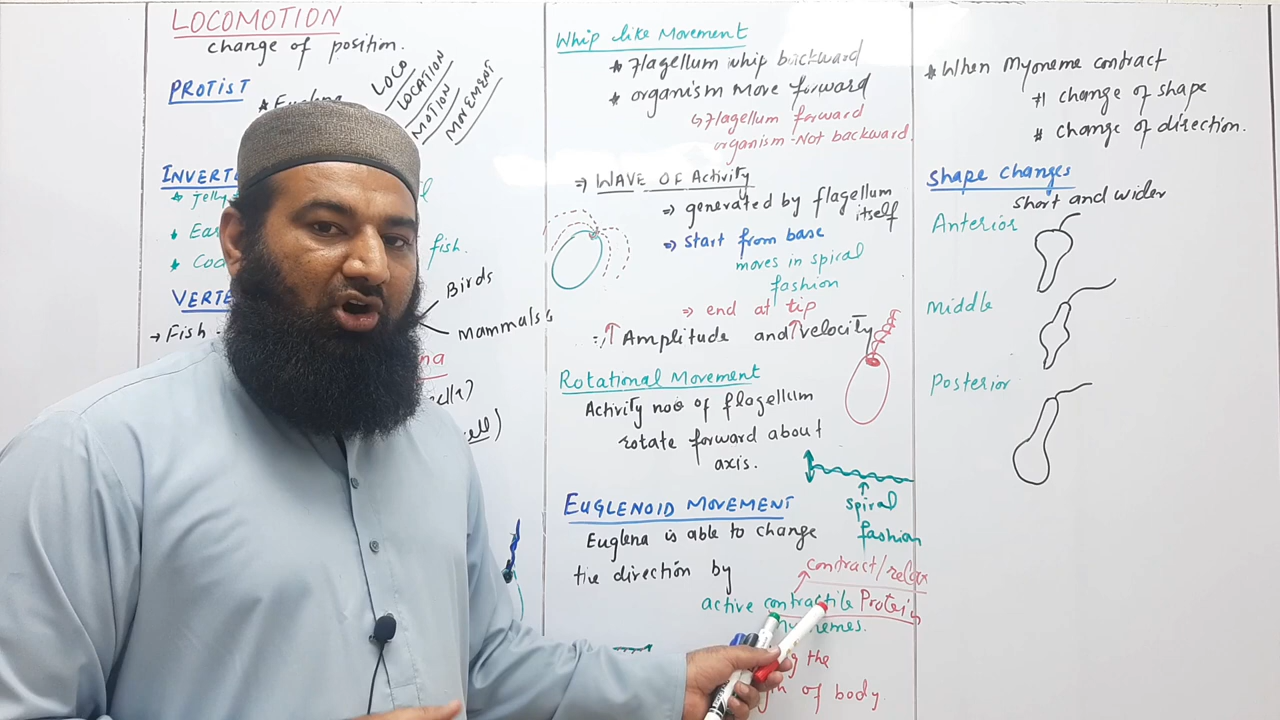 LOCOMOTION
change of position.
LOCO
LOCATION
MOTION
MOVEMENT
PROTIST
* Euglena
INVERT
* Jelly
* Ear
* Coc
fish.
VERTE
→ Fish -
Birds
Mammals
na
Whip like Movement
* Flagellum whip backward
* organism move forward
↳ Flagellum forward
organism - Not backward.
⇒ WAVE OF Activity
⇒ generated by flagellum
itself
⇒ start from base
moves in spiral
fashion
⇒ end at tip
↑ Amplitude and ↑ velocity
Rotational Movement
Activity of flagellum
rotate forward about
axis.
↑
spiral
fashion
EUGLENOID MOVEMENT
Euglena is able to change
the direction by
contract/relax
active contractile Protein
nemes.
the
of body
* When Myoneme contract
* change of shape
* change of direction.
Shape Changes
short and wider
Anterior
Middle
Posterior